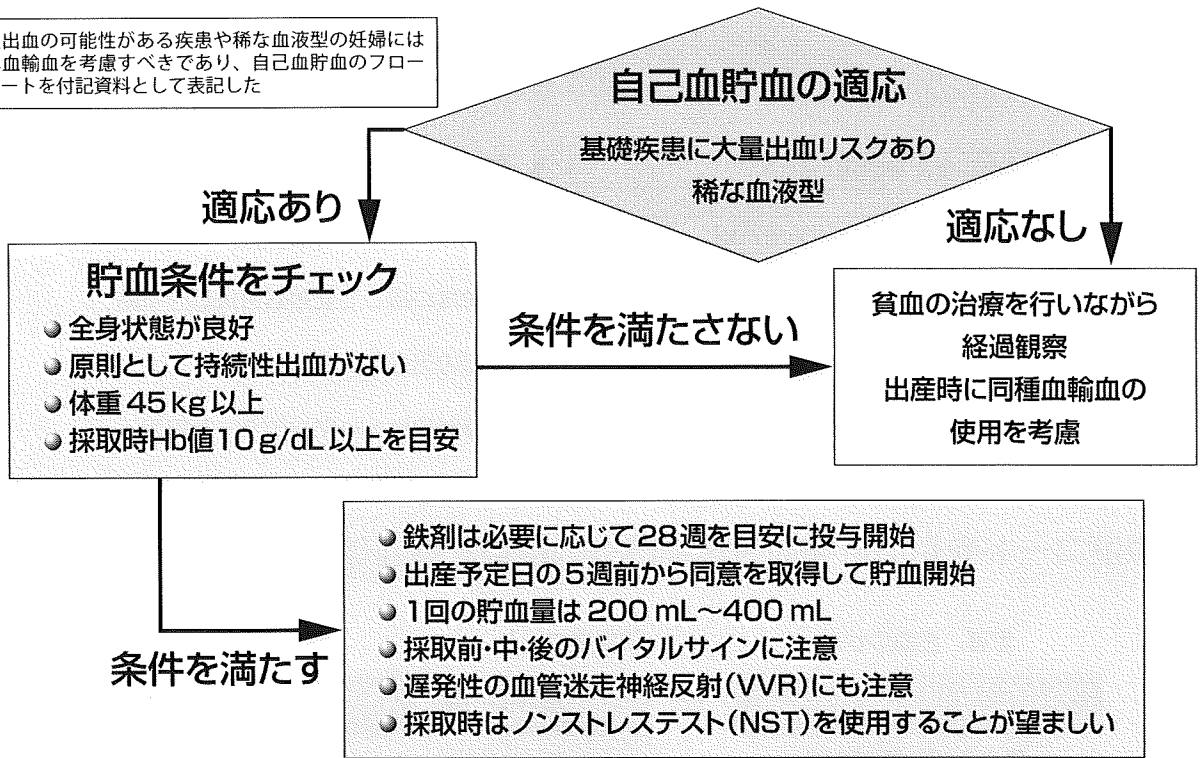 出血の可能性がある疾患や稀な血液型の妊婦には
血輸血を考慮すべきであり、自己血貯血のフロー
ートを付記資料として表記した
自己血貯血の適応
基礎疾患に大量出血リスクあり
稀な血液型
適応あり
適応なし
貯血条件をチェック
全身状態が良好
原則として持続性出血がない
体重45kg以上
採取時Hb値10g/dL以上を目安
条件を満たさない
貧血の治療を行いながら
経過観察
出産時に同種血輸血の
使用を考慮
条件を満たす
鉄剤は必要に応じて28週を目安に投与開始
出産予定日の5週前から同意を取得して貯血開始
1回の貯血量は200 mL〜400 mL
採取前・中・後のバイタルサインに注意
遅発性の血管迷走神経反射(VVR)にも注意
採取時はノンストレステスト(NST)を使用することが望ましい